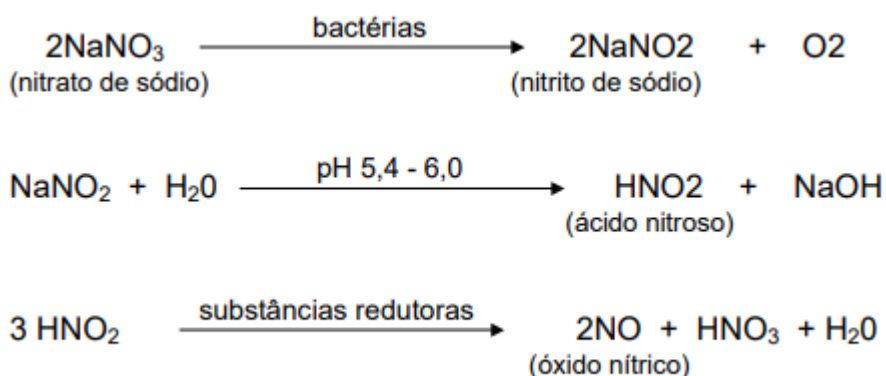 bactérias
2NaNO₃ 2NaNO2 + O2
(nitrato de sódio) (nitrito de sódio)
pH 5,4 - 6,0
NaNO₂ + H₂0 HNO2 + NaOH
(ácido nitroso)
substâncias redutoras
3 HNO₂ 2NO + HNO₃ + H₂0
(óxido nítrico)